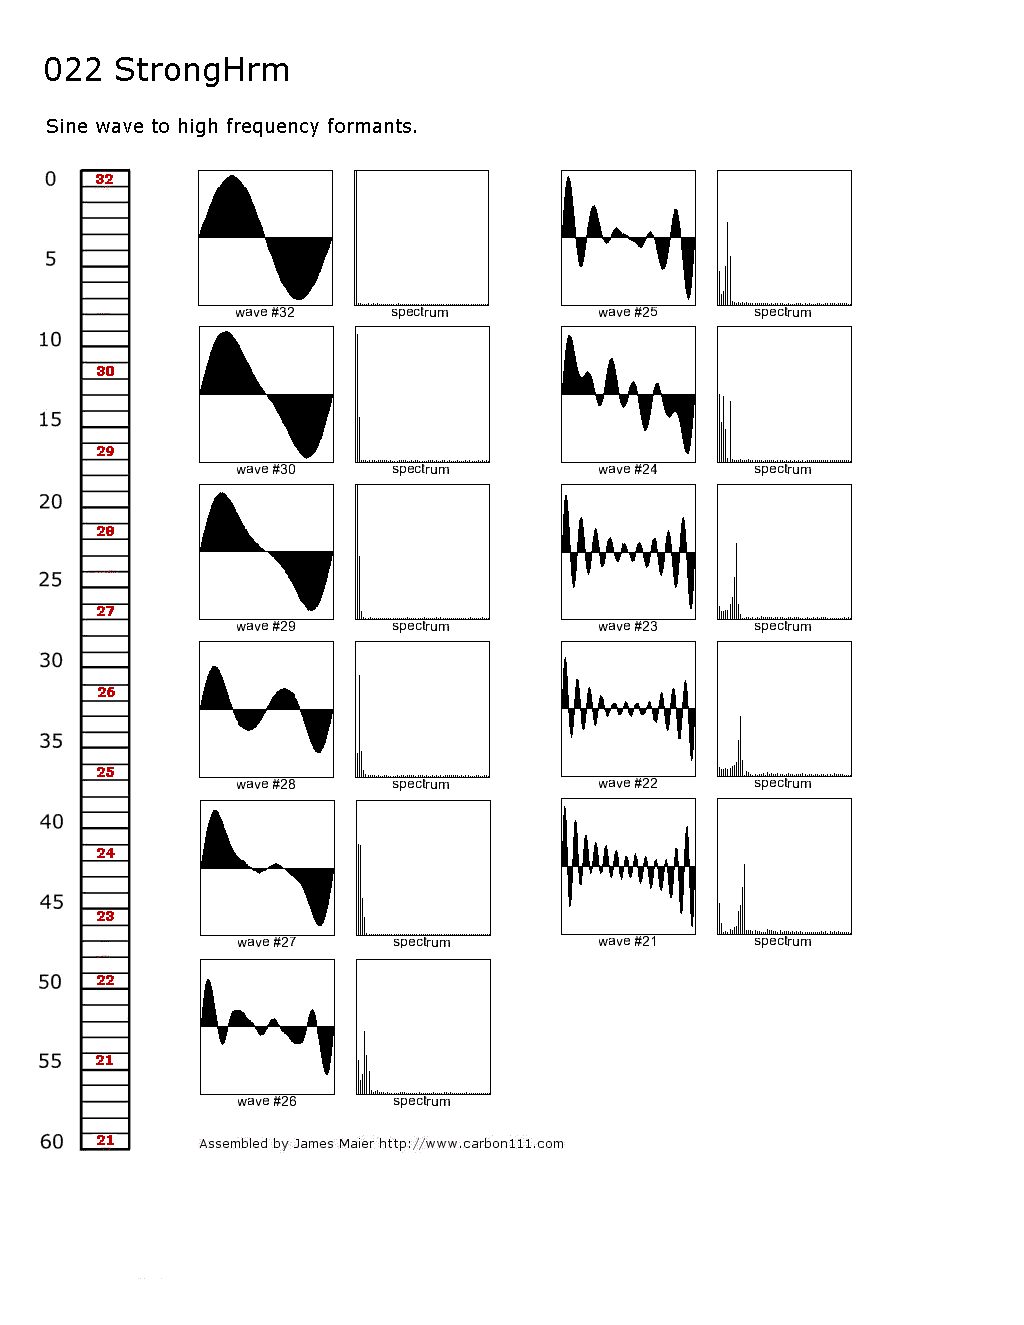 022 StrongHrm
Sine wave to high frequency formants.
0
32
5
10
30
15
29
20
28
25
27
30
26
35
25
40
24
45
23
50
22
55
21
60
21
wave #32 spectrum
wave #30 spectrum
wave #29 spectrum
wave #28 spectrum
wave #27 spectrum
wave #26 spectrum
wave #25 spectrum
wave #24 spectrum
wave #23 spectrum
wave #22 spectrum
wave #21 spectrum
Assembled by James Maier http://www.carbon111.com